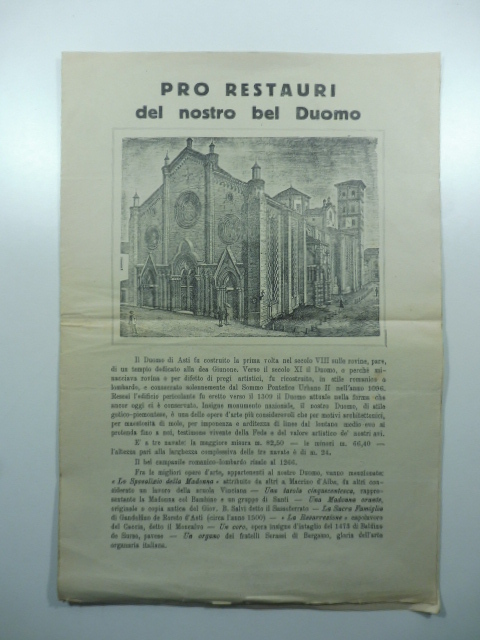 PRO RESTAURI
del nostro bel Duomo
Il Duomo di Asti fu costruito la prima volta nel secolo VIII sulle rovine, pare,
di un tempio dedicato alla dea Giunone. Verso il secolo XI il Duomo, o perchè mi-
nacciava rovina o per difetto di pregi artistici, fu ricostruito, in stile romanico o
lombardo, e consacrato solennemente dal Sommo Pontefice Urbano II nell'anno 1096.
Resosi l'edificio pericolante fu eretto verso il 1309 il Duomo attuale nella forma che
ancor oggi ci è conservato. Insigne monumento nazionale, il nostro Duomo, di stile
gotico-piemontese, è una delle opere d'arte più considerevoli che per motivi architettonici,
per maestosità di mole, per imponenza e arditezza di linee dal lontano medio evo si
protenda fino a noi, testimone vivente della Fede e del valore artistico de' nostri avi.
E' a tre navate: la maggiore misura m. 82,50 — le minori m. 66,40 —
l'altezza pari alla larghezza complessiva delle tre navate è di m. 24.
Il bel campanile romanico-lombardo risale al 1266.
Fra le migliori opere d'arte, appartenenti al nostro Duomo, vanno menzionate:
" Lo Sposalizio della Madonna " attribuito da altri a Macrino d'Alba, da altri con-
siderato un lavoro della scuola Vinciana — Una tavola cinquecentesca, rappre-
sentante la Madonna col Bambino e un gruppo di Santi — Una Madonna orante,
originale o copia antica del Giov. B. Salvi detto il Sassoferrato — La Sacra Famiglia
di Gandolfino de Roreto d'Asti (circa l'anno 1500) — " La Resurrezione " capolavoro
del Caccia, detto il Moncalvo — Un coro, opera insigne d'intaglio del 1478 di Baldino
de Surso, pavese — Un organo dei fratelli Serassi di Bergamo, gloria dell'arte
organaria italiana.